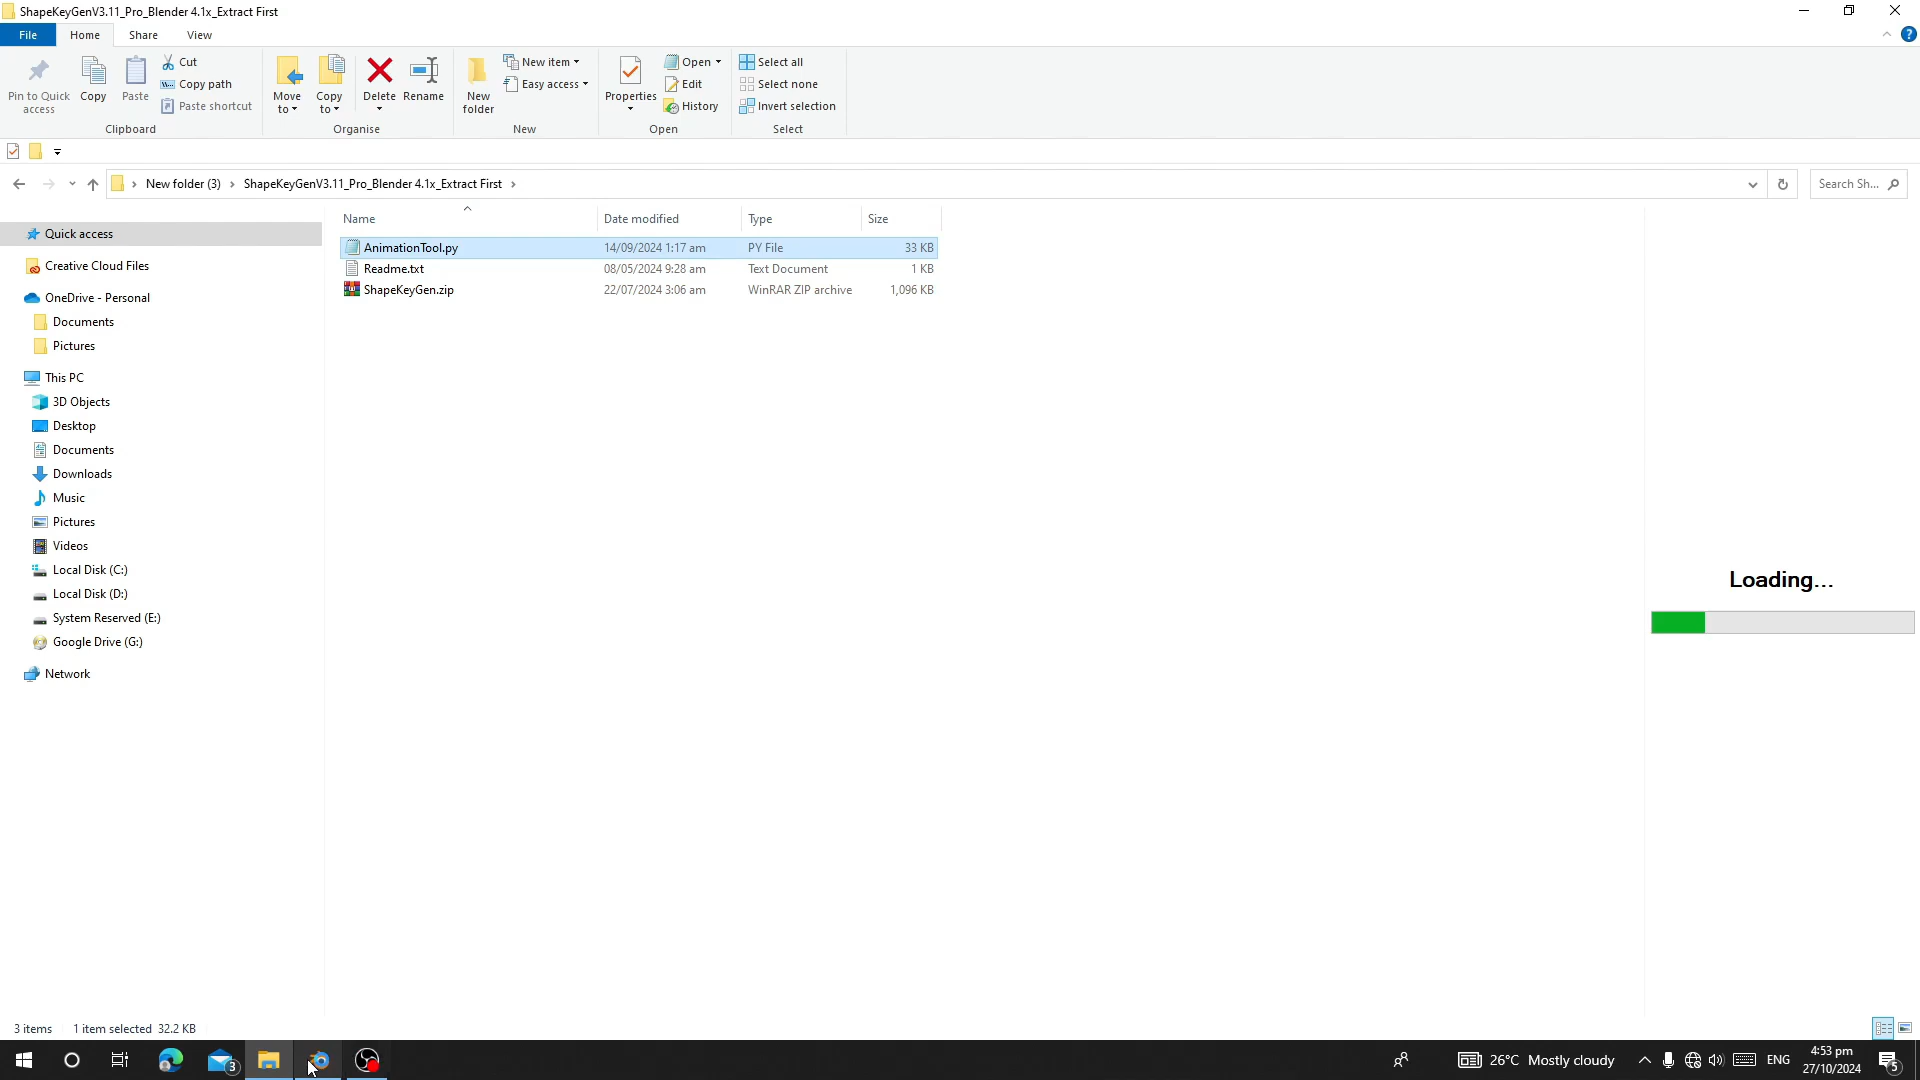 ShapeKeyGenV3.11_Pro_Blender 4.1x_Extract First
File Home Share View
Pin to Quick access
Copy
Paste
Cut
Copy path
Paste shortcut
Clipboard
Move to
Copy to
Delete
Rename
Organise
New folder
New item
Easy access
New
Properties
Open
Edit
History
Open
Select all
Select none
Invert selection
Select
New folder (3) ShapeKeyGenV3.11_Pro_Blender 4.1x_Extract First
Search Sh...
Name Date modified Type Size
AnimationTool.py 14/09/2024 1:17 am PY File 33 KB
Readme.txt 08/05/2024 9:28 am Text Document 1 KB
ShapeKeyGen.zip 22/07/2024 3:06 am WinRAR ZIP archive 1,096 KB
Quick access
Creative Cloud Files
OneDrive - Personal
Documents
Pictures
This PC
3D Objects
Desktop
Documents
Downloads
Music
Pictures
Videos
Local Disk (C:)
Local Disk (D:)
System Reserved (E:)
Google Drive (G:)
Network
Loading...
3 items 1 item selected 32.2 KB
3
26°C Mostly cloudy
ENG
4:53 pm
27/10/2024
5